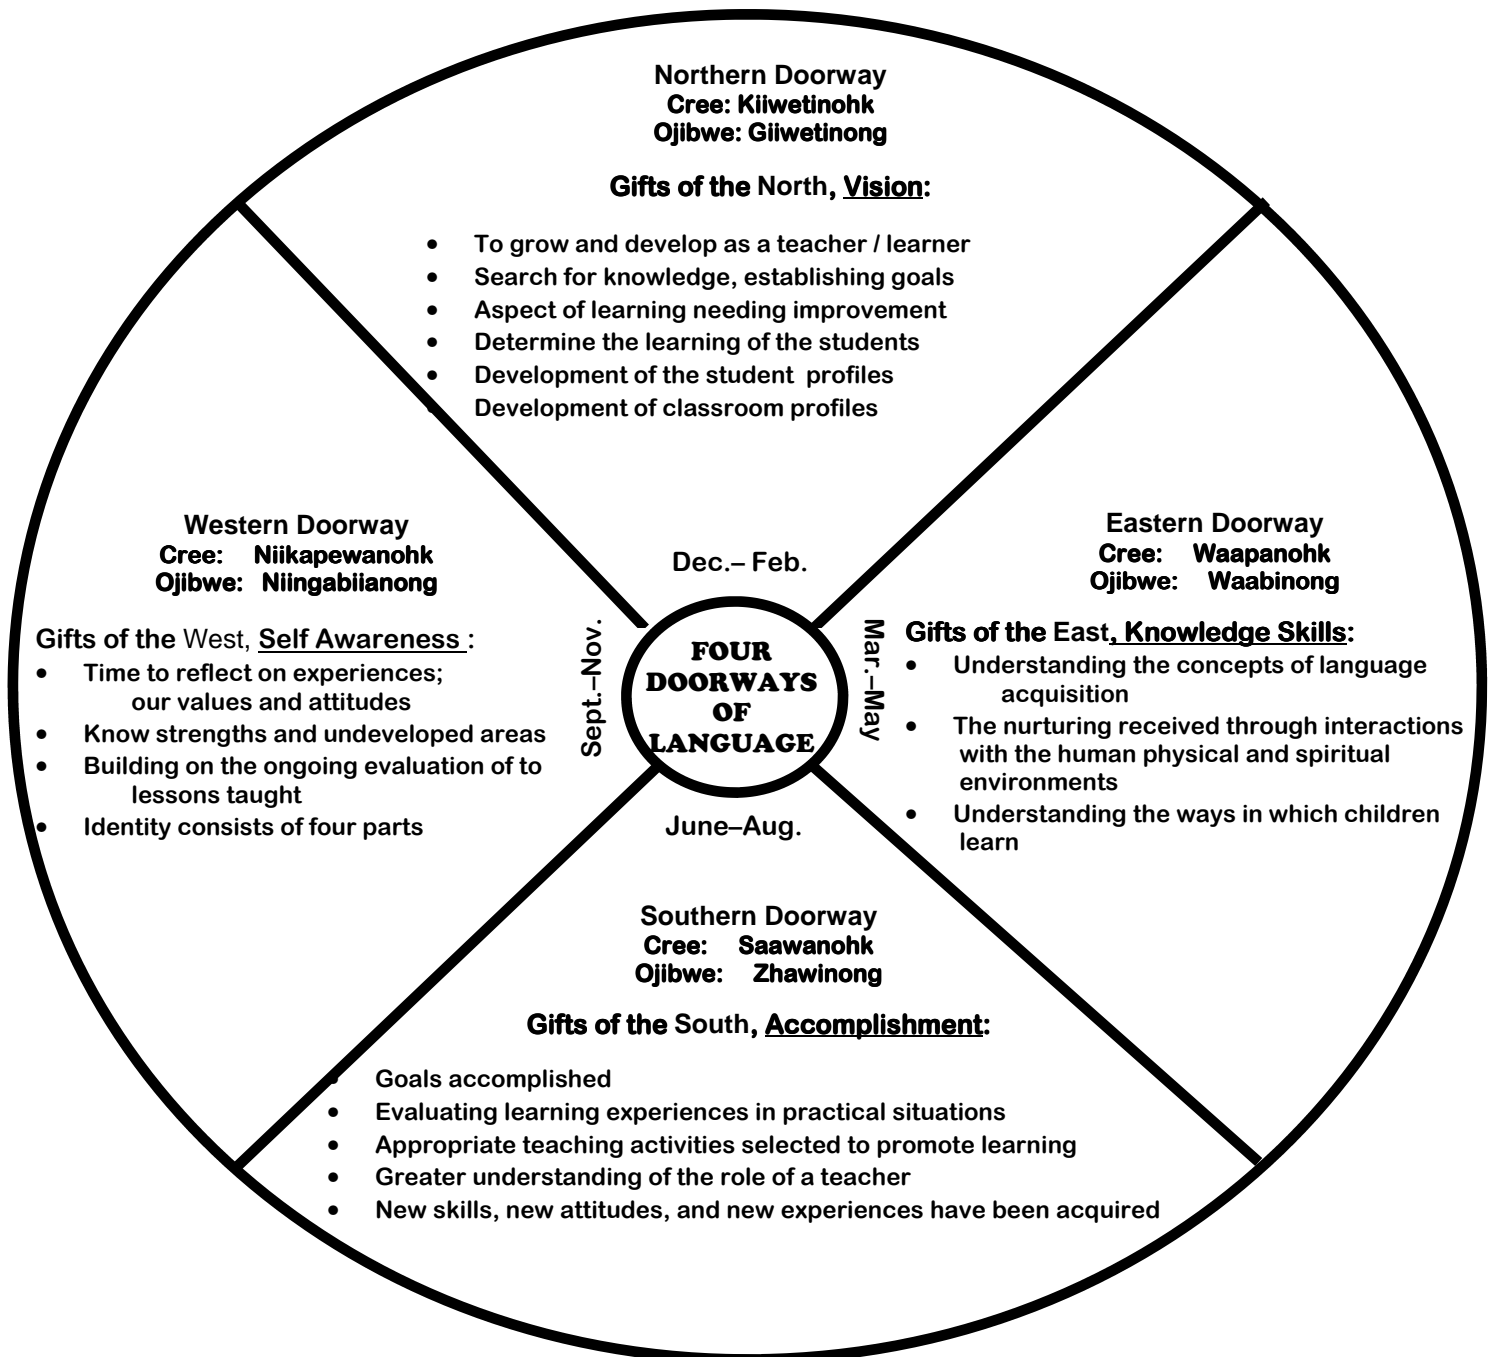 Northern Doorway
Cree: Kiiwetinohk
Ojibwe: Giiwetinong
Gifts of the North, Vision:
• To grow and develop as a teacher / learner
• Search for knowledge, establishing goals
• Aspect of learning needing improvement
• Determine the learning of the students
• Development of the student profiles
• Development of classroom profiles
Dec.– Feb.
Western Doorway
Cree: Niikapewanohk
Ojibwe: Niingabiianong
Gifts of the West, Self Awareness :
• Time to reflect on experiences;
our values and attitudes
• Know strengths and undeveloped areas
• Building on the ongoing evaluation of to
lessons taught
• Identity consists of four parts
Sept.–Nov.
FOUR
DOORWAYS
OF
LANGUAGE
Mar.–May
Eastern Doorway
Cree: Waapanohk
Ojibwe: Waabinong
Gifts of the East, Knowledge Skills:
• Understanding the concepts of language
acquisition
• The nurturing received through interactions
with the human physical and spiritual
environments
• Understanding the ways in which children
learn
June–Aug.
Southern Doorway
Cree: Saawanohk
Ojibwe: Zhawinong
Gifts of the South, Accomplishment:
• Goals accomplished
• Evaluating learning experiences in practical situations
• Appropriate teaching activities selected to promote learning
• Greater understanding of the role of a teacher
• New skills, new attitudes, and new experiences have been acquired